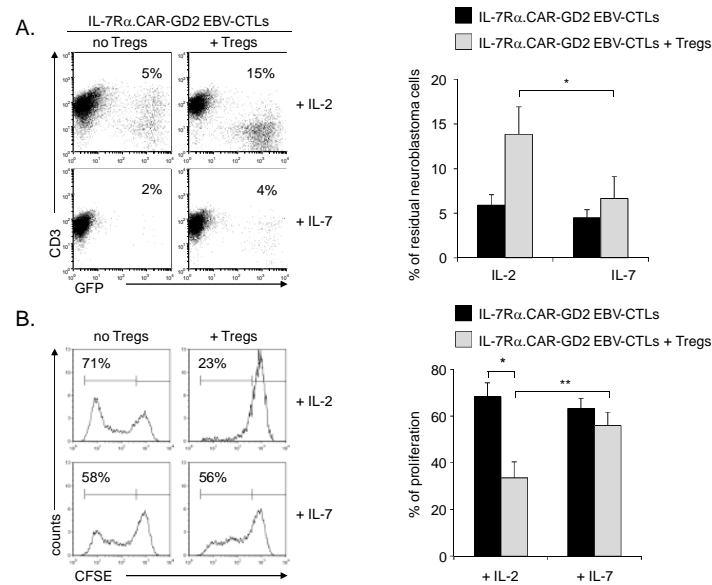 A.
IL-7Rα.CAR-GD2 EBV-CTLs
no Tregs + Tregs
5% 15%
+ IL-2
2% 4%
+ IL-7
CD3
GFP
IL-7Rα.CAR-GD2 EBV-CTLs
IL-7Rα.CAR-GD2 EBV-CTLs + Tregs
% of residual neuroblastoma cells
20
15
10
5
0
*
IL-2 IL-7
B.
no Tregs + Tregs
71% 23%
+ IL-2
58% 56%
+ IL-7
counts
CFSE
IL-7Rα.CAR-GD2 EBV-CTLs
IL-7Rα.CAR-GD2 EBV-CTLs + Tregs
% of proliferation
80
60
40
20
0
* **
+ IL-2 + IL-7